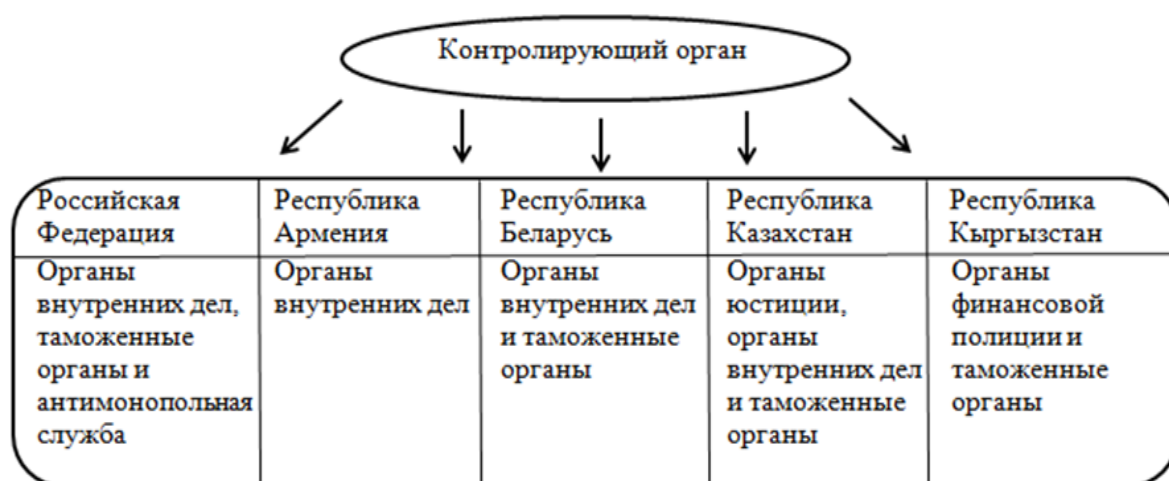 Контролирующий орган
Российская
Федерация
Республика
Армения
Республика
Беларусь
Республика
Казахстан
Республика
Кыргызстан
Органы
внутренних дел,
таможенные
органы и
антимонопольная
служба
Органы
внутренних дел
Органы
внутренних дел
и таможенные
органы
Органы
юстиции,
органы
внутренних дел
и таможенные
органы
Органы
финансовой
полиции и
таможенные
органы